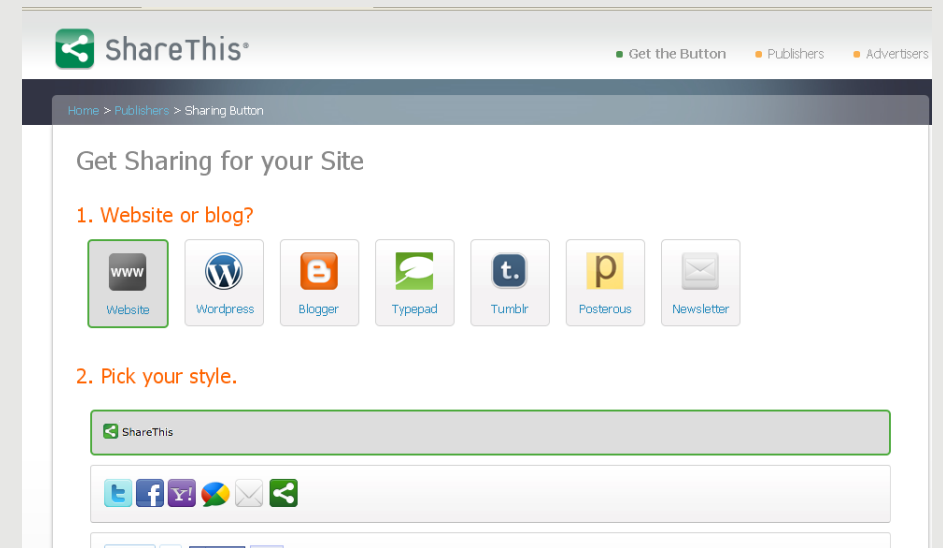 ShareThis
Get the Button Publishers Advertisers
Home > Publishers > Sharing Button
Get Sharing for your Site
1. Website or blog?
www
Website Wordpress Blogger Typepad Tumblr Posterous Newsletter
2. Pick your style.
ShareThis